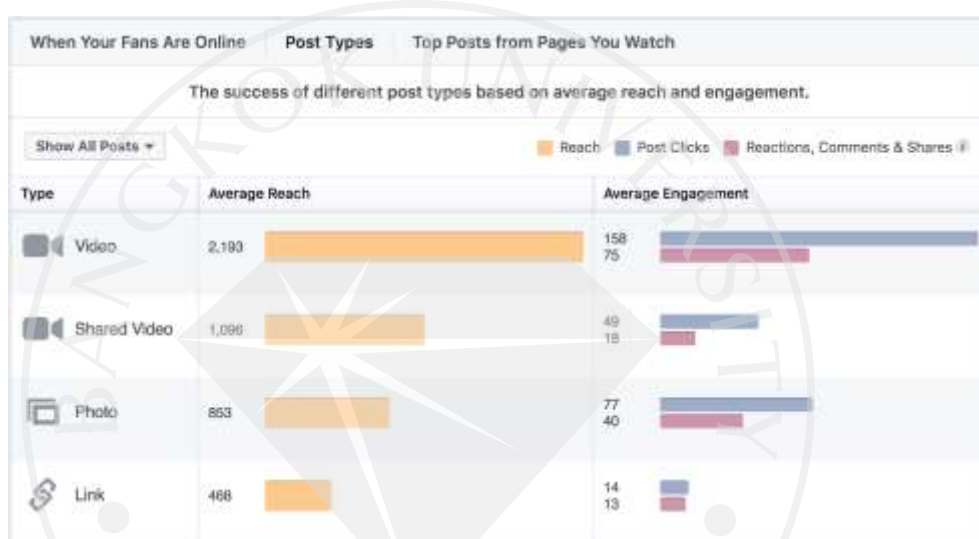 When Your Fans Are Online Post Types Top Posts from Pages You Watch
The success of different post types based on average reach and engagement.
Show All Posts Reach Post Clicks Reactions, Comments & Shares
Type Average Reach Average Engagement
Video 2,193 158
75
Shared Video 1,096 49
18
Photo 853 77
40
Link 468 14
13
BANGKOK UNIVERSITY